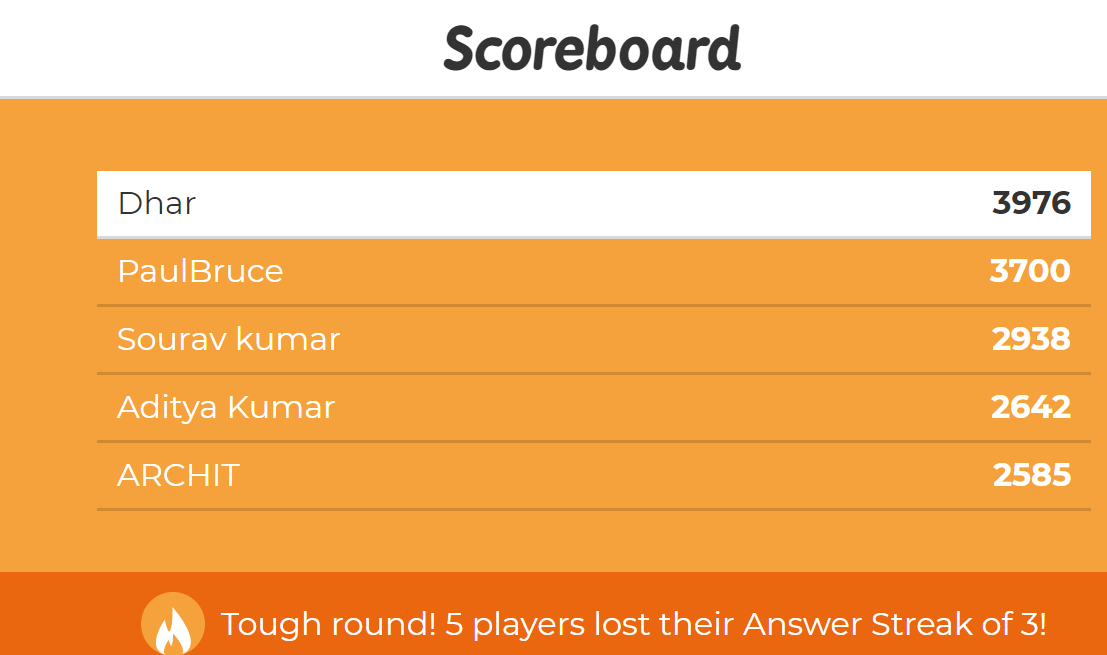 Scoreboard
Dhar 3976
PaulBruce 3700
Sourav kumar 2938
Aditya Kumar 2642
ARCHIT 2585
Tough round! 5 players lost their Answer Streak of 3!